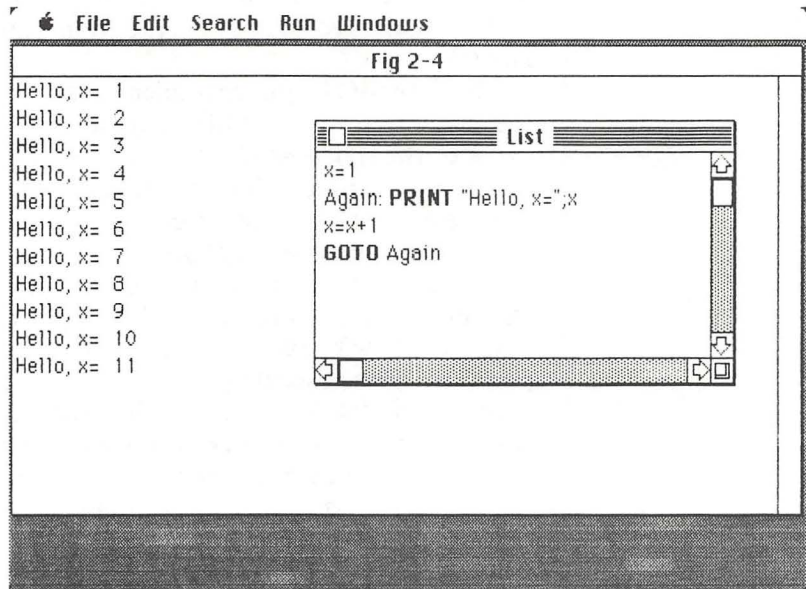 File Edit Search Run Windows
Fig 2-4
Hello, x= 1
Hello, x= 2
Hello, x= 3
Hello, x= 4
Hello, x= 5
Hello, x= 6
Hello, x= 7
Hello, x= 8
Hello, x= 9
Hello, x= 10
Hello, x= 11
List
x=1
Again: PRINT "Hello, x=";x
x=x+1
GOTO Again